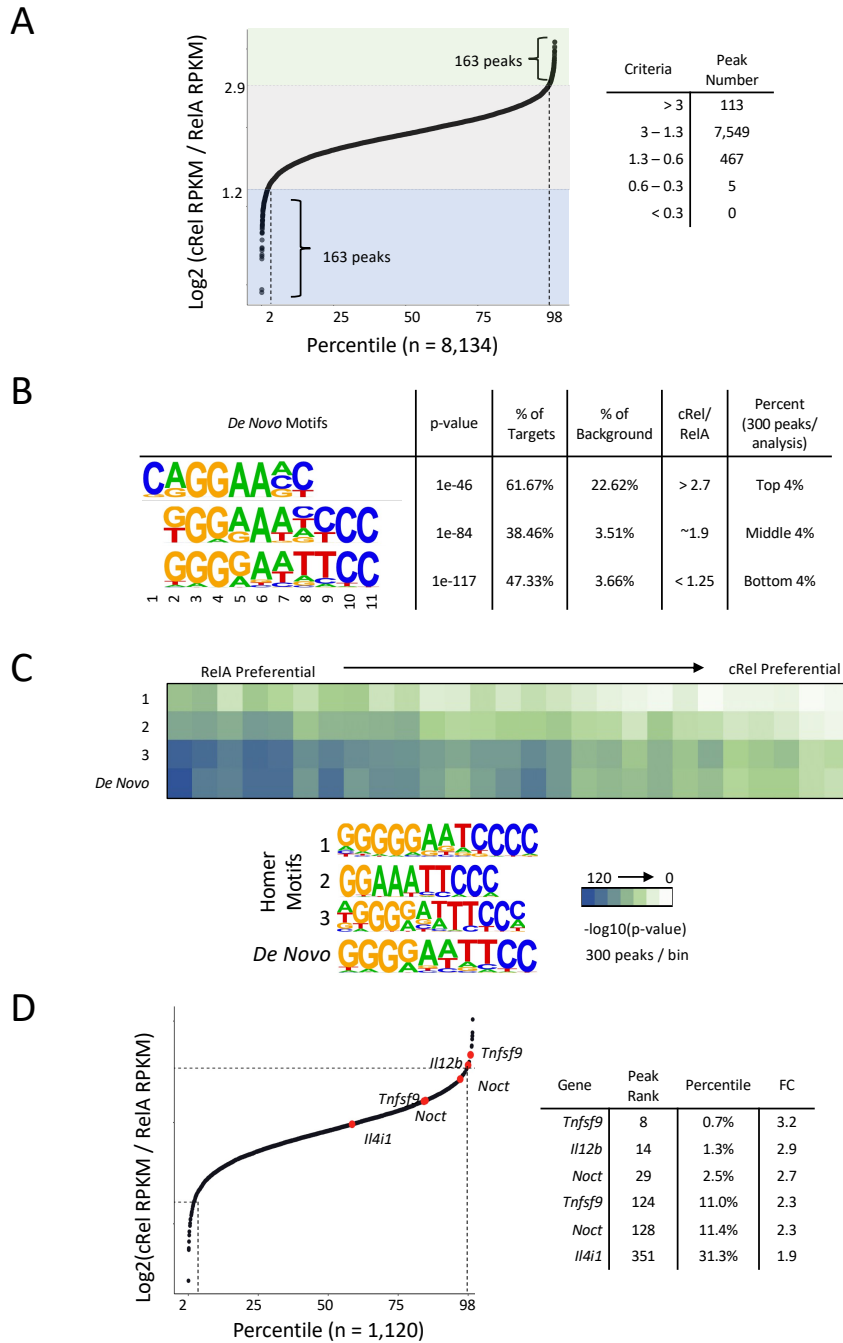 A
Log2 (cRel RPKM / RelA RPKM)
2.9
1.2
163 peaks
163 peaks
2 25 50 75 98
Percentile (n = 8,134)
Criteria Peak Number
> 3 113
3 – 1.3 7,549
1.3 – 0.6 467
0.6 – 0.3 5
< 0.3 0
B
De Novo Motifs p-value % of Targets % of Background cRel/ RelA Percent (300 peaks/ analysis)
1e-46 61.67% 22.62% > 2.7 Top 4%
1e-84 38.46% 3.51% ~1.9 Middle 4%
1e-117 47.33% 3.66% < 1.25 Bottom 4%
1 2 3 4 5 6 7 8 9 10 11
C
RelA Preferential cRel Preferential
1
2
3
De Novo
Homer Motifs
1 GGGGGAATCCCC
2 GGAAATTCCC
3 AGGGGATTTCCC
De Novo GGGGAATTCC
120 0
-log10(p-value)
300 peaks / bin
D
Log2(cRel RPKM / RelA RPKM)
Tnfsf9
Il12b
Noct
Tnfsf9
Noct
Il4i1
2 25 50 75 98
Percentile (n = 1,120)
Gene Peak Rank Percentile FC
Tnfsf9 8 0.7% 3.2
Il12b 14 1.3% 2.9
Noct 29 2.5% 2.7
Tnfsf9 124 11.0% 2.3
Noct 128 11.4% 2.3
Il4i1 351 31.3% 1.9